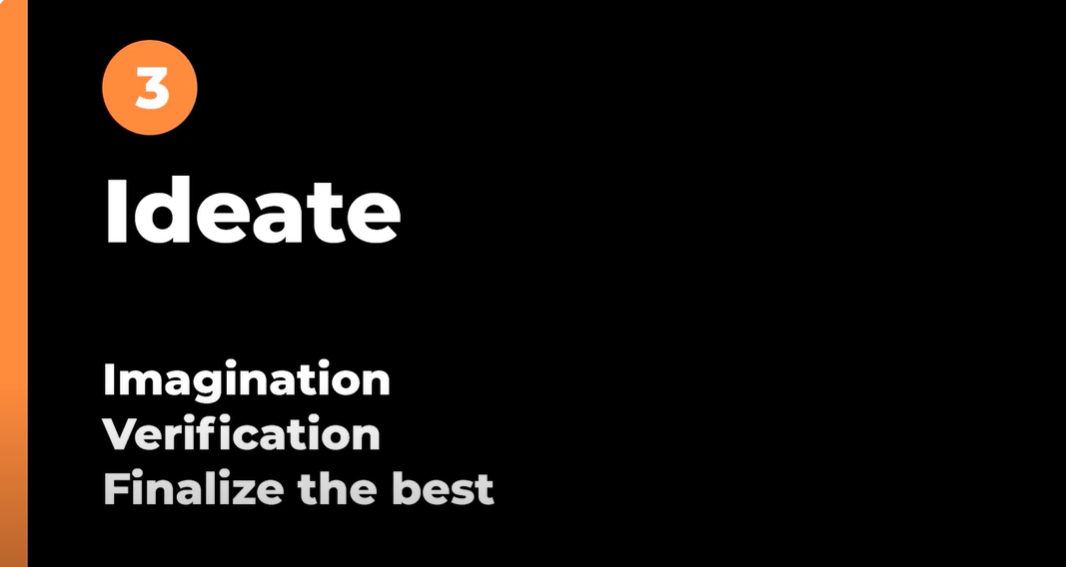 3
Ideate
Imagination
Verification
Finalize the best